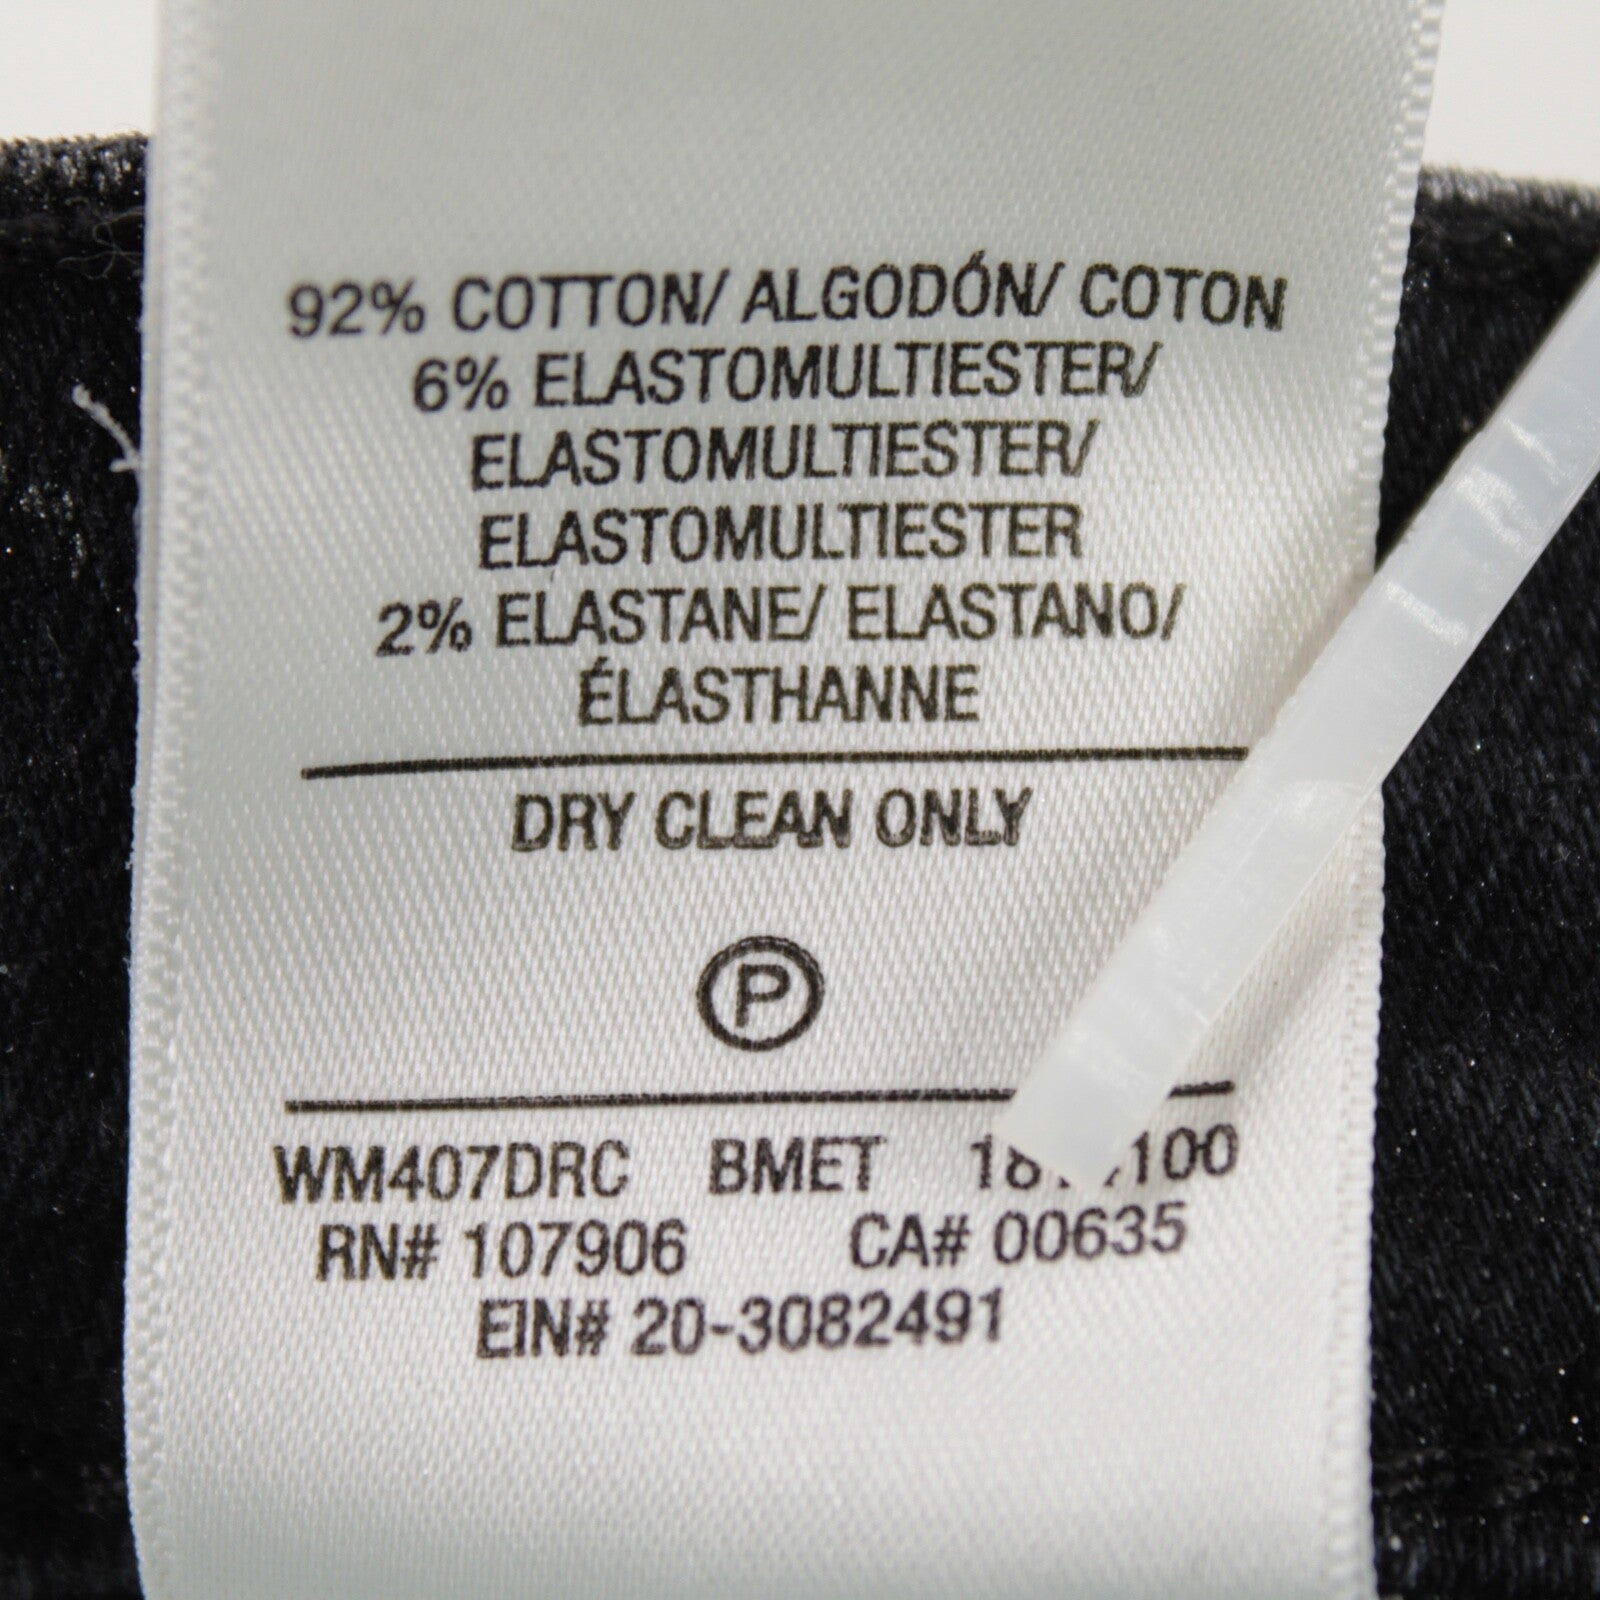 92% COTTON/ ALGODÓN/ COTON
6% ELASTOMULTIESTER/
ELASTOMULTIESTER/
ELASTOMULTIESTER
2% ELASTANE/ ELASTANO/
ÉLASTHANNE
DRY CLEAN ONLY
P
WM407DRC BMET
RN# 107906 CA# 00635
EIN# 20-3082491